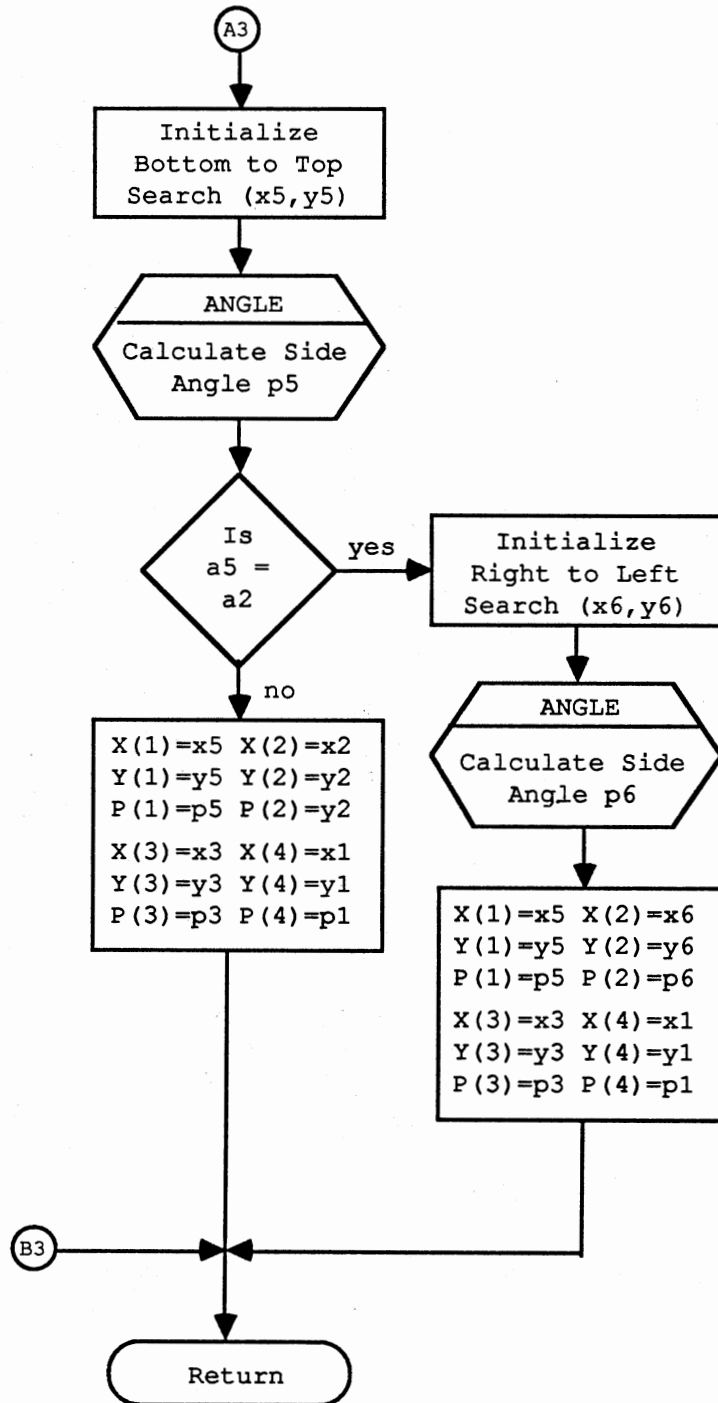 A3
Initialize
Bottom to Top
Search (x5,y5)
ANGLE
Calculate Side
Angle p5
Is
a5 =
a2
yes
no
Initialize
Right to Left
Search (x6,y6)
ANGLE
Calculate Side
Angle p6
X(1)=x5 X(2)=x2
Y(1)=y5 Y(2)=y2
P(1)=p5 P(2)=y2
X(3)=x3 X(4)=x1
Y(3)=y3 Y(4)=y1
P(3)=p3 P(4)=p1
X(1)=x5 X(2)=x6
Y(1)=y5 Y(2)=y6
P(1)=p5 P(2)=p6
X(3)=x3 X(4)=x1
Y(3)=y3 Y(4)=y1
P(3)=p3 P(4)=p1
B3
Return